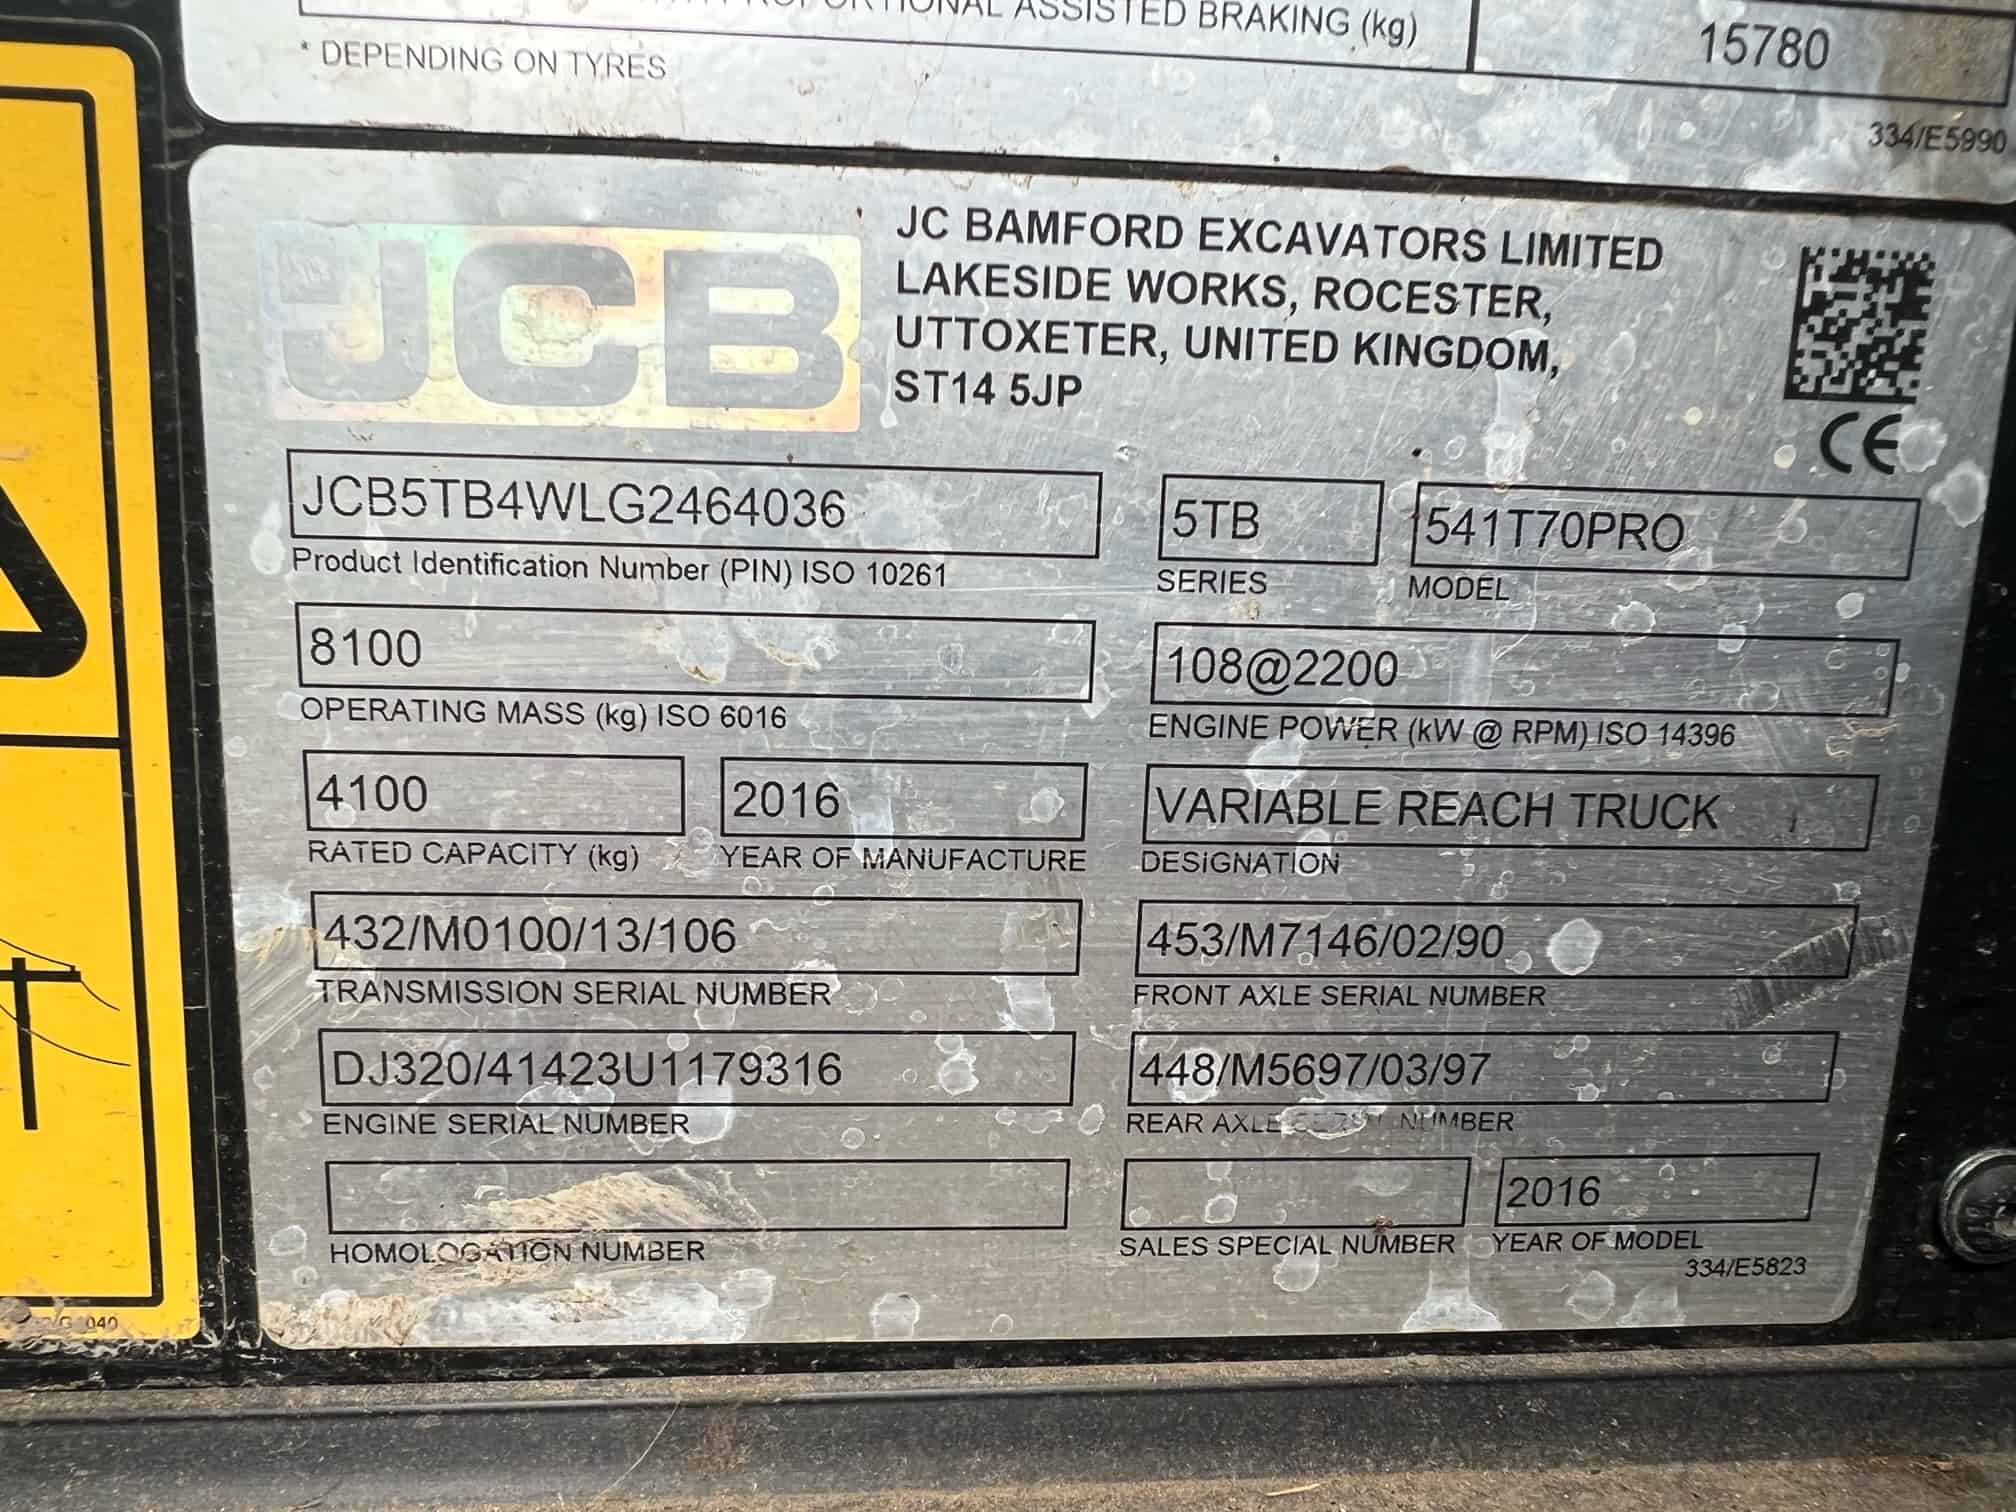 PROPORTIONAL ASSISTED BRAKING (kg)
15780
* DEPENDING ON TYRES
334/E5990
JCB
JC BAMFORD EXCAVATORS LIMITED
LAKESIDE WORKS, ROCESTER,
UTTOXETER, UNITED KINGDOM,
ST14 5JP
CE
JCB5TB4WLG2464036
5TB
541T70PRO
Product Identification Number (PIN) ISO 10261
SERIES
MODEL
8100
108@2200
OPERATING MASS (kg) ISO 6016
ENGINE POWER (kW @ RPM) ISO 14396
4100
2016
VARIABLE REACH TRUCK
RATED CAPACITY (kg)
YEAR OF MANUFACTURE
DESIGNATION
432/M0100/13/106
453/M7146/02/90
TRANSMISSION SERIAL NUMBER
FRONT AXLE SERIAL NUMBER
DJ320/41423U1179316
448/M5697/03/97
ENGINE SERIAL NUMBER
REAR AXLE SERIAL NUMBER
2016
HOMOLOGATION NUMBER
SALES SPECIAL NUMBER
YEAR OF MODEL
334/E5823